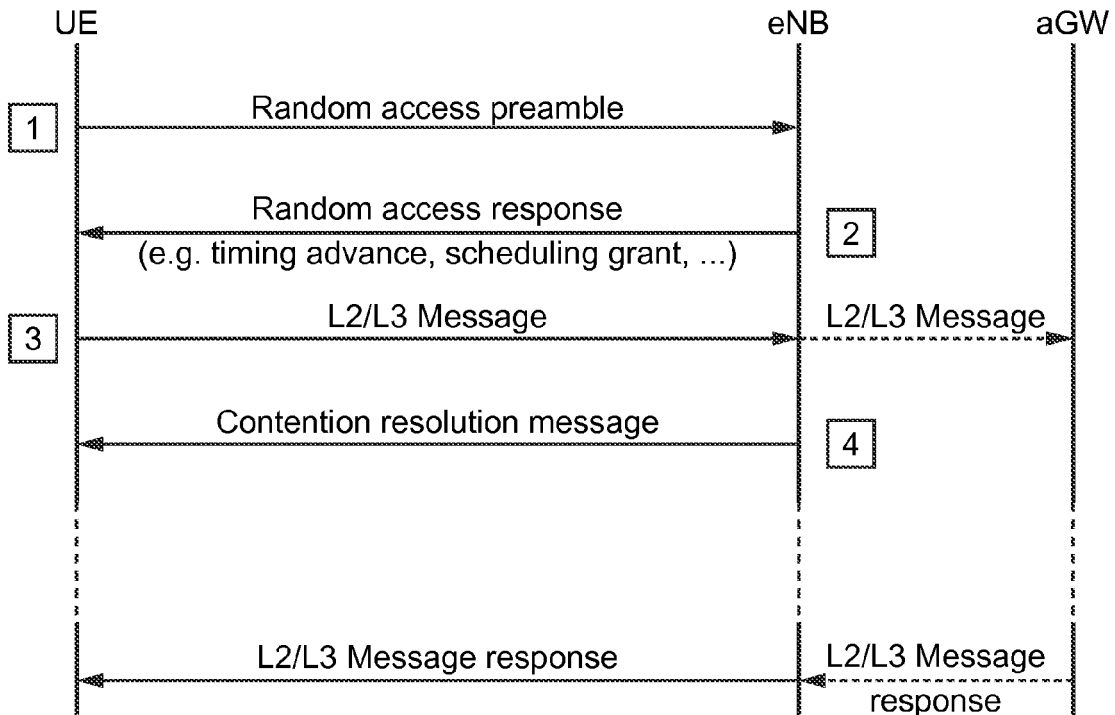 UE eNB aGW
1 Random access preamble
Random access response 2
(e.g. timing advance, scheduling grant, ...)
3 L2/L3 Message L2/L3 Message
Contention resolution message 4
L2/L3 Message response L2/L3 Message
response